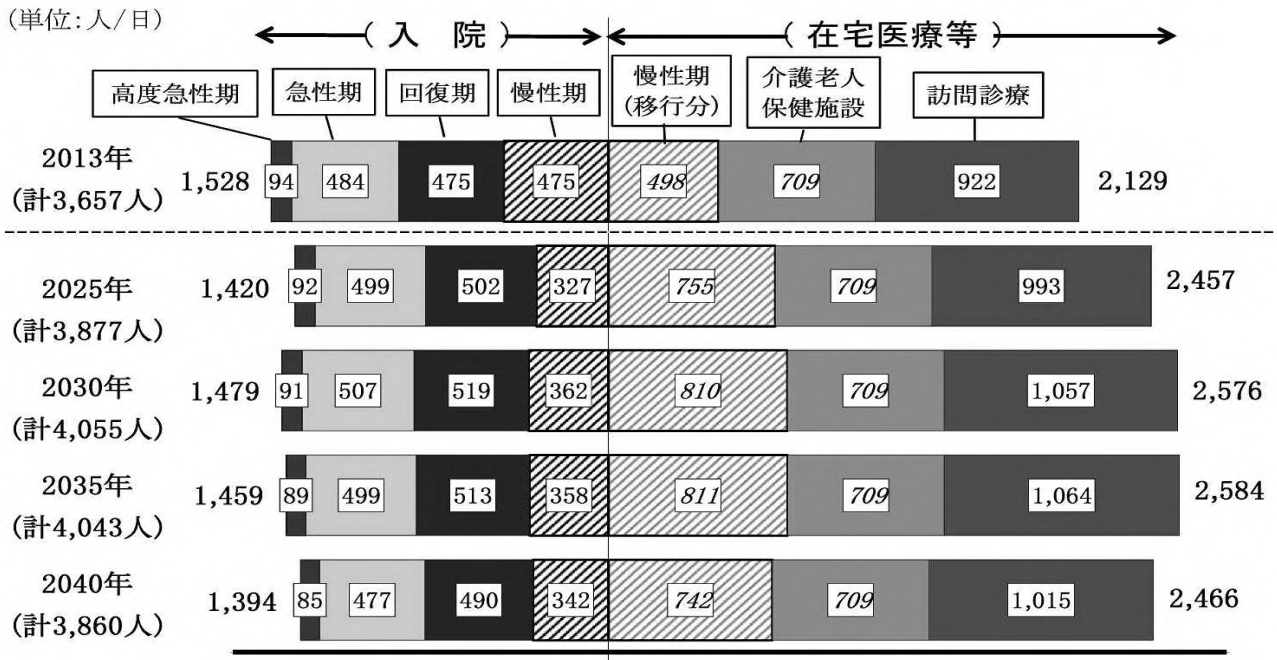 (単位:人/日)
(入 院)
(在宅医療等)
高度急性期
急性期
回復期
慢性期
慢性期
(移行分)
介護老人
保健施設
訪問診療
2013年
(計3,657人)
1,528 94 484 475 475 498 709 922 2,129
2025年
(計3,877人)
1,420 92 499 502 327 755 709 993 2,457
2030年
(計4,055人)
1,479 91 507 519 362 810 709 1,057 2,576
2035年
(計4,043人)
1,459 89 499 513 358 811 709 1,064 2,584
2040年
(計3,860人)
1,394 85 477 490 342 742 709 1,015 2,466